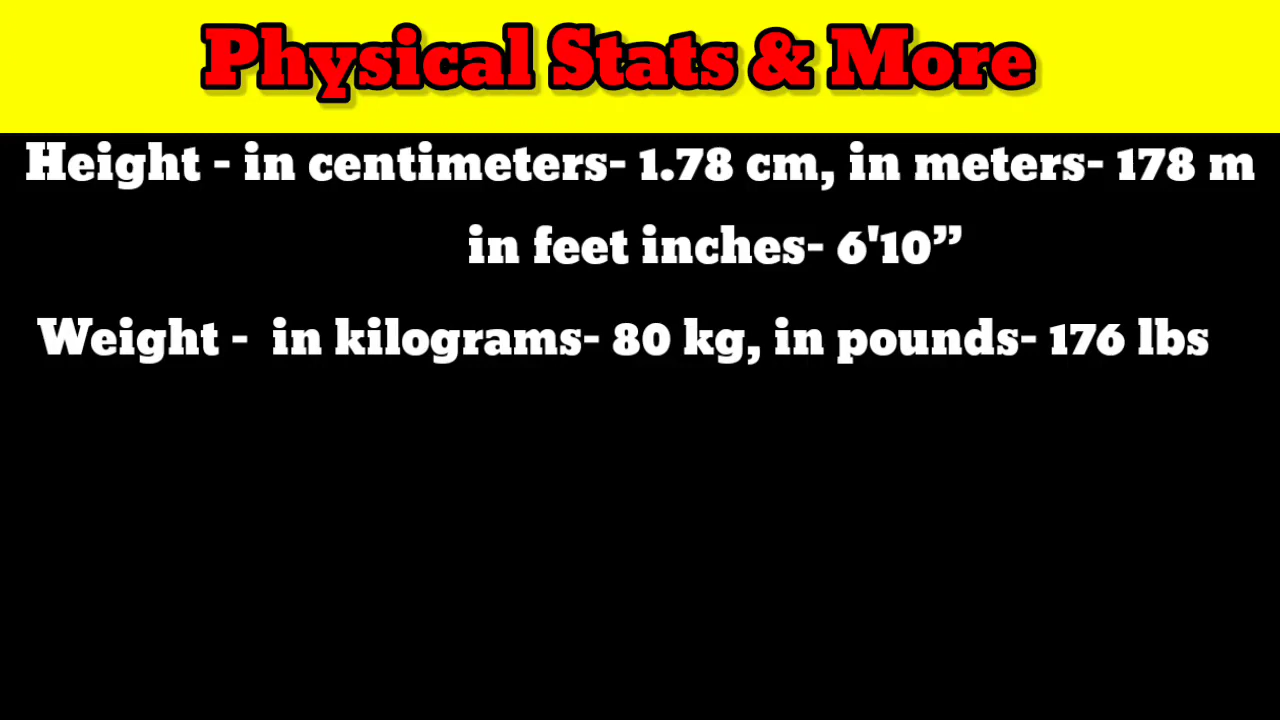 Physical Stats & More
Height - in centimeters- 1.78 cm, in meters- 178 m
in feet inches- 6'10”
Weight -  in kilograms- 80 kg, in pounds- 176 lbs